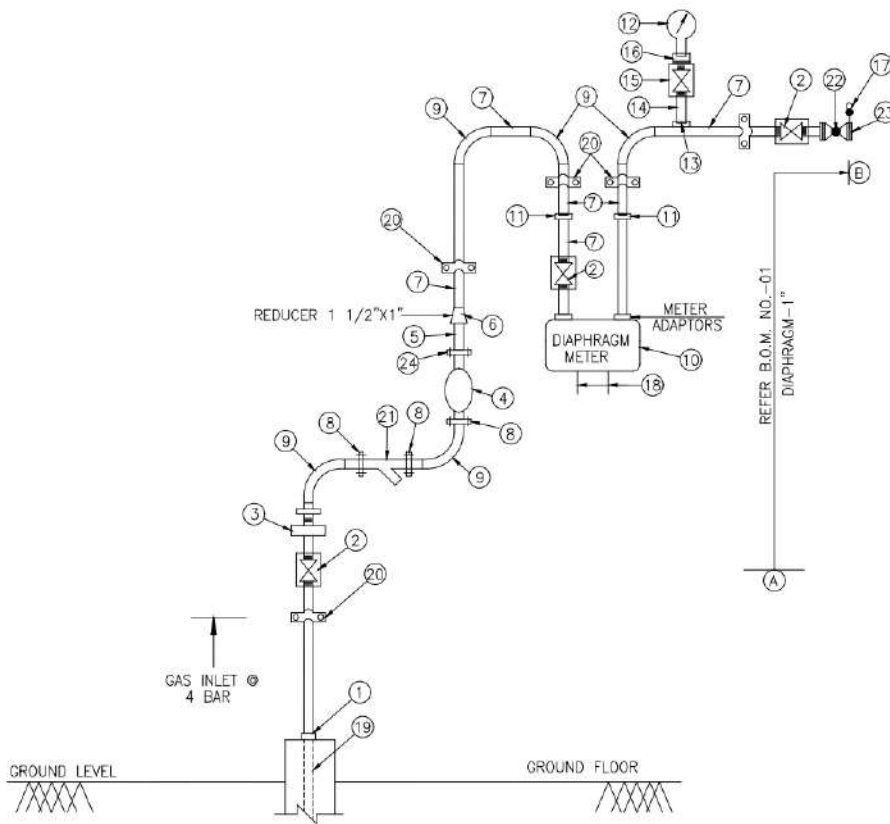 12
16
15
14
7
2
22
17
23
9
7
9
13
20
B
11
7
11
20
7
7
2
REDUCER 1 1/2"X1"
6
METER
ADAPTORS
5
DIAPHRAGM
METER
10
24
18
4
REFER B.O.M. NO.-01
DIAPHRAGM-1"
8
21
8
9
9
3
2
A
20
GAS INLET @
4 BAR
1
19
GROUND LEVEL
GROUND FLOOR